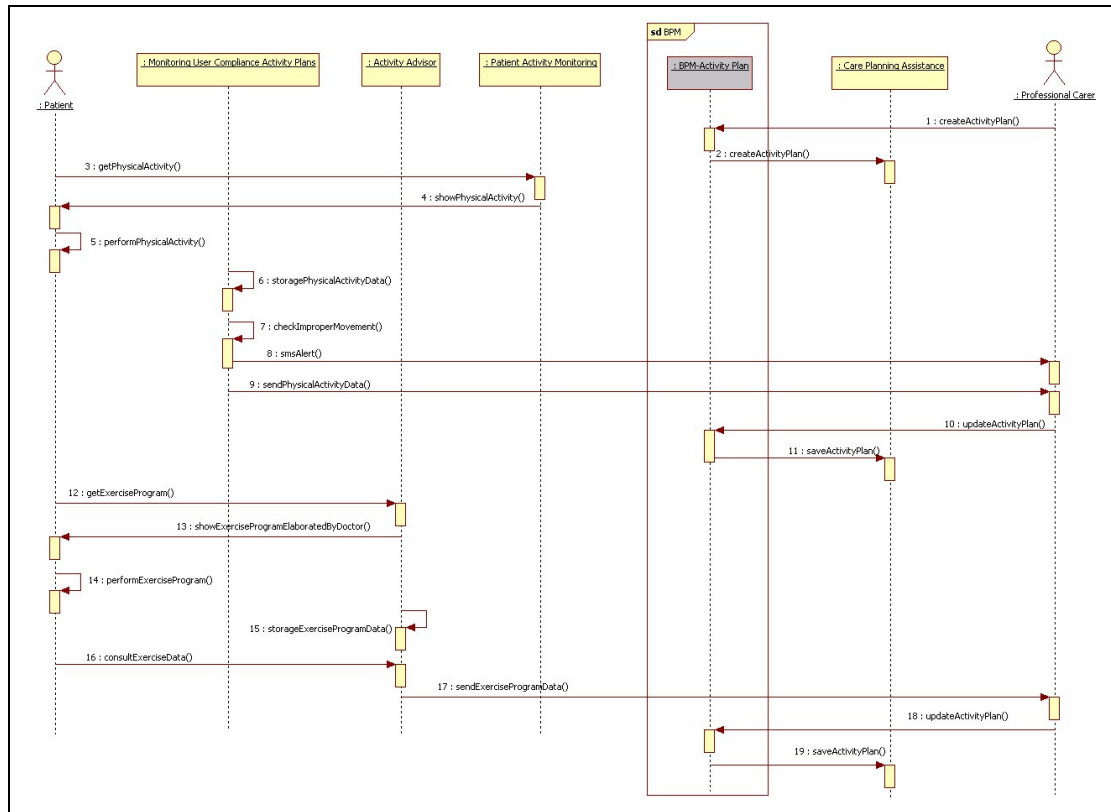 sd BPM
: Monitoring User Compliance Activity Plans
: Activity Advisor
: Patient Activity Monitoring
: BPM-Activity Plan
: Care Planning Assistance
: Patient
: Professional Carer
1 : createActivityPlan()
2 : createActivityPlan()
3 : getPhysicalActivity()
4 : showPhysicalActivity()
5 : performPhysicalActivity()
6 : storagePhysicalActivityData()
7 : checkImproperMovement()
8 : smsAlert()
9 : sendPhysicalActivityData()
10 : updateActivityPlan()
11 : saveActivityPlan()
12 : getExerciseProgram()
13 : showExerciseProgramElaboratedByDoctor()
14 : performExerciseProgram()
15 : storageExerciseProgramData()
16 : consultExerciseData()
17 : sendExerciseProgramData()
18 : updateActivityPlan()
19 : saveActivityPlan()